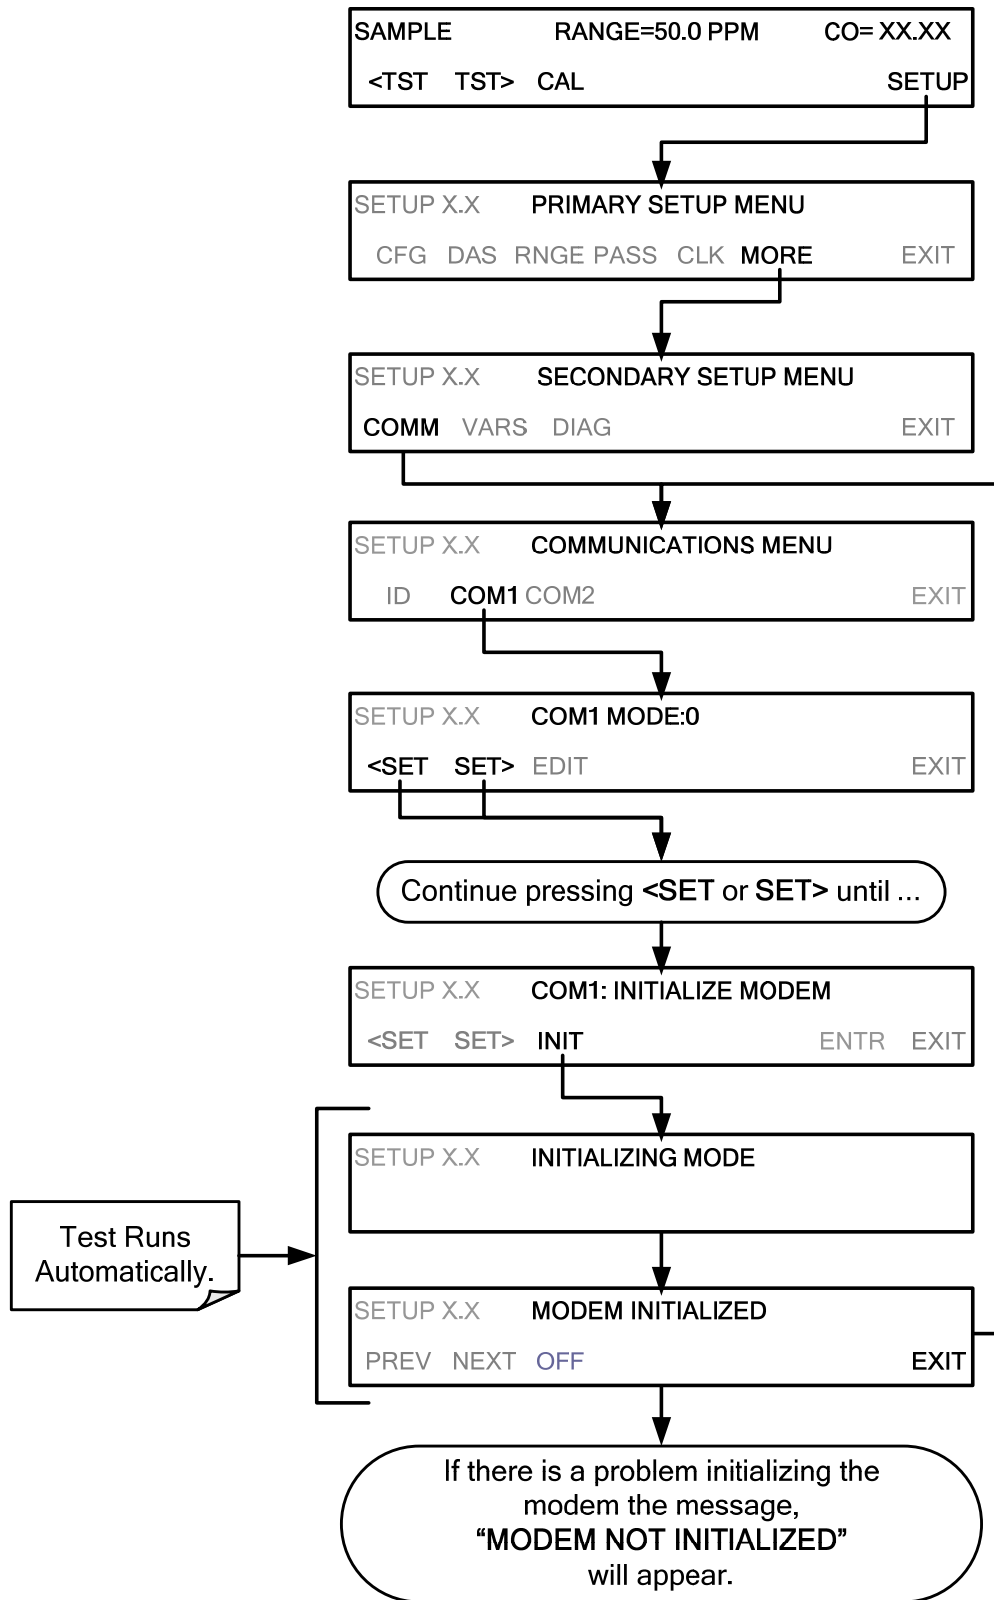 SAMPLE RANGE=50.0 PPM CO= XX.XX
<TST TST> CAL SETUP
SETUP X.X PRIMARY SETUP MENU
CFG DAS RNGE PASS CLK MORE EXIT
SETUP X.X SECONDARY SETUP MENU
COMM VARS DIAG EXIT
SETUP X.X COMMUNICATIONS MENU
ID COM1 COM2 EXIT
SETUP X.X COM1 MODE:0
<SET SET> EDIT EXIT
Continue pressing <SET or SET> until ...
SETUP X.X COM1: INITIALIZE MODEM
<SET SET> INIT ENTR EXIT
SETUP X.X INITIALIZING MODE
Test Runs
Automatically.
SETUP X.X MODEM INITIALIZED
PREV NEXT OFF EXIT
If there is a problem initializing the
modem the message,
“MODEM NOT INITIALIZED”
will appear.